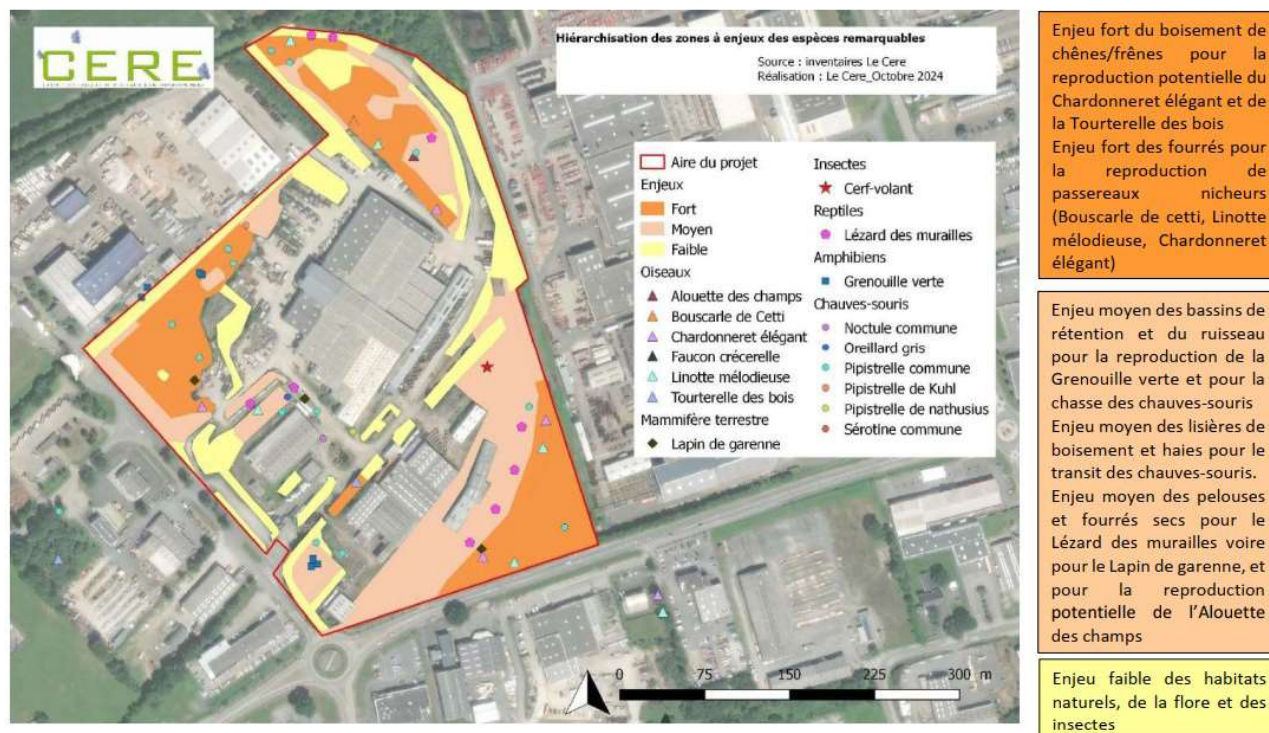 CERE
Hiérarchisation des zones à enjeux des espèces remarquables
Source : inventaires Le Cere
Réalisation : Le Cere_Octobre 2024
Aire du projet
Enjeux
Fort
Moyen
Faible
Oiseaux
Alouette des champs
Bouscarle de Cetti
Chardonneret élégant
Faucon crécerelle
Linotte mélodieuse
Tourterelle des bois
Mammifère terrestre
Lapin de garenne
Insectes
Cerf-volant
Reptiles
Lézard des murailles
Amphibiens
Grenouille verte
Chauves-souris
Noctule commune
Oreillard gris
Pipistrelle commune
Pipistrelle de Kuhl
Pipistrelle de nathusius
Sérotine commune
0 75 150 225 300 m
Enjeu fort du boisement de
chênes/frênes pour la
reproduction potentielle du
Chardonneret élégant et de
la Tourterelle des bois
Enjeu fort des fourrés pour
la reproduction de
passereaux nicheurs
(Bouscarle de cetti, Linotte
mélodieuse, Chardonneret
élégant)
Enjeu moyen des bassins de
rétention et du ruisseau
pour la reproduction de la
Grenouille verte et pour la
chasse des chauves-souris
Enjeu moyen des lisières de
boisement et haies pour le
transit des chauves-souris.
Enjeu moyen des pelouses
et fourrés secs pour le
Lézard des murailles voire
pour le Lapin de garenne, et
pour la reproduction
potentielle de l'Alouette
des champs
Enjeu faible des habitats
naturels, de la flore et des
insectes